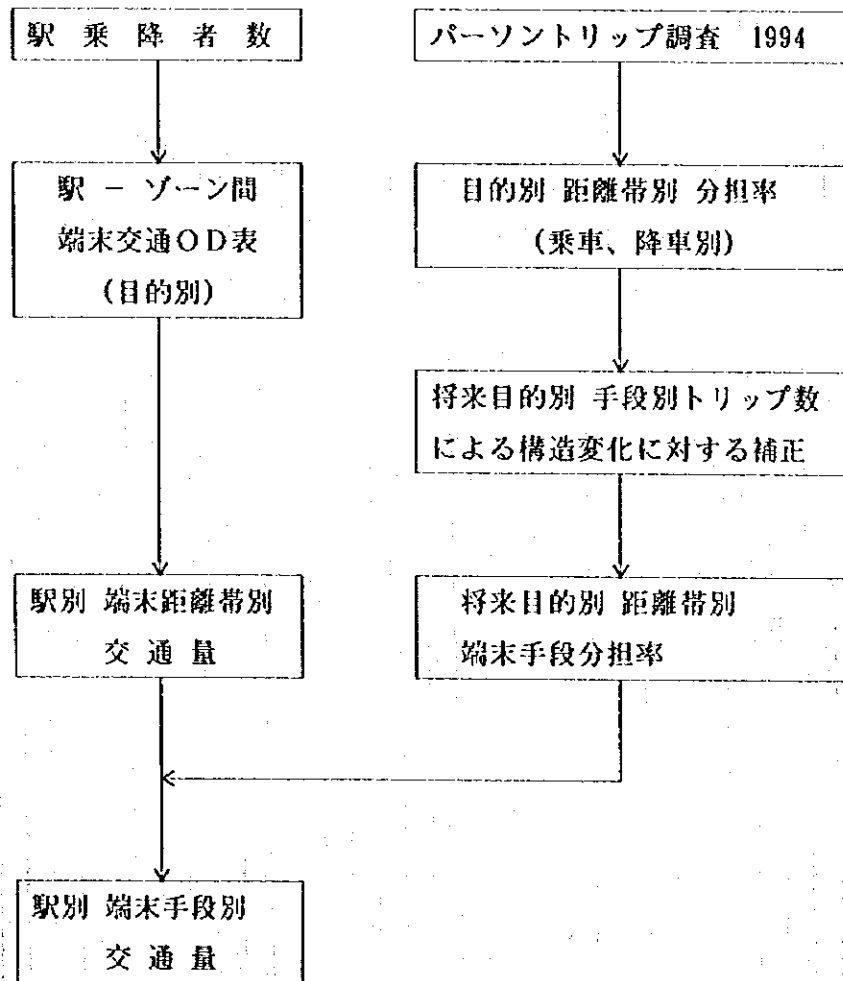 駅 乗 降 者 数
パーソントリップ調査 1994
駅 − ゾーン間
端末交通OD表
(目的別)
目的別 距離帯別 分担率
(乗車、降車別)
将来目的別 手段別トリップ数
による構造変化に対する補正
駅別 端末距離帯別
交 通 量
将来目的別 距離帯別
端末手段分担率
駅別 端末手段別
交 通 量